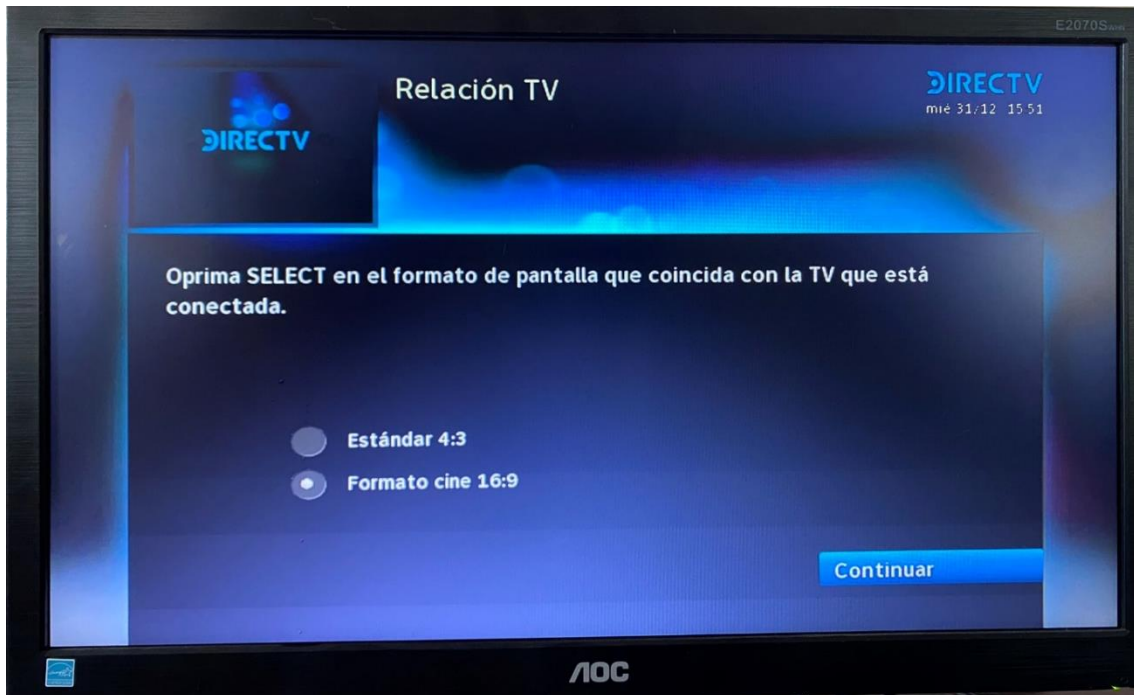 E2070S
Relación TV
DIRECTV
mié 31/12 15:51
DIRECTV
Oprima SELECT en el formato de pantalla que coincida con la TV que está
conectada.
Estándar 4:3
Formato cine 16:9
Continuar
AOC